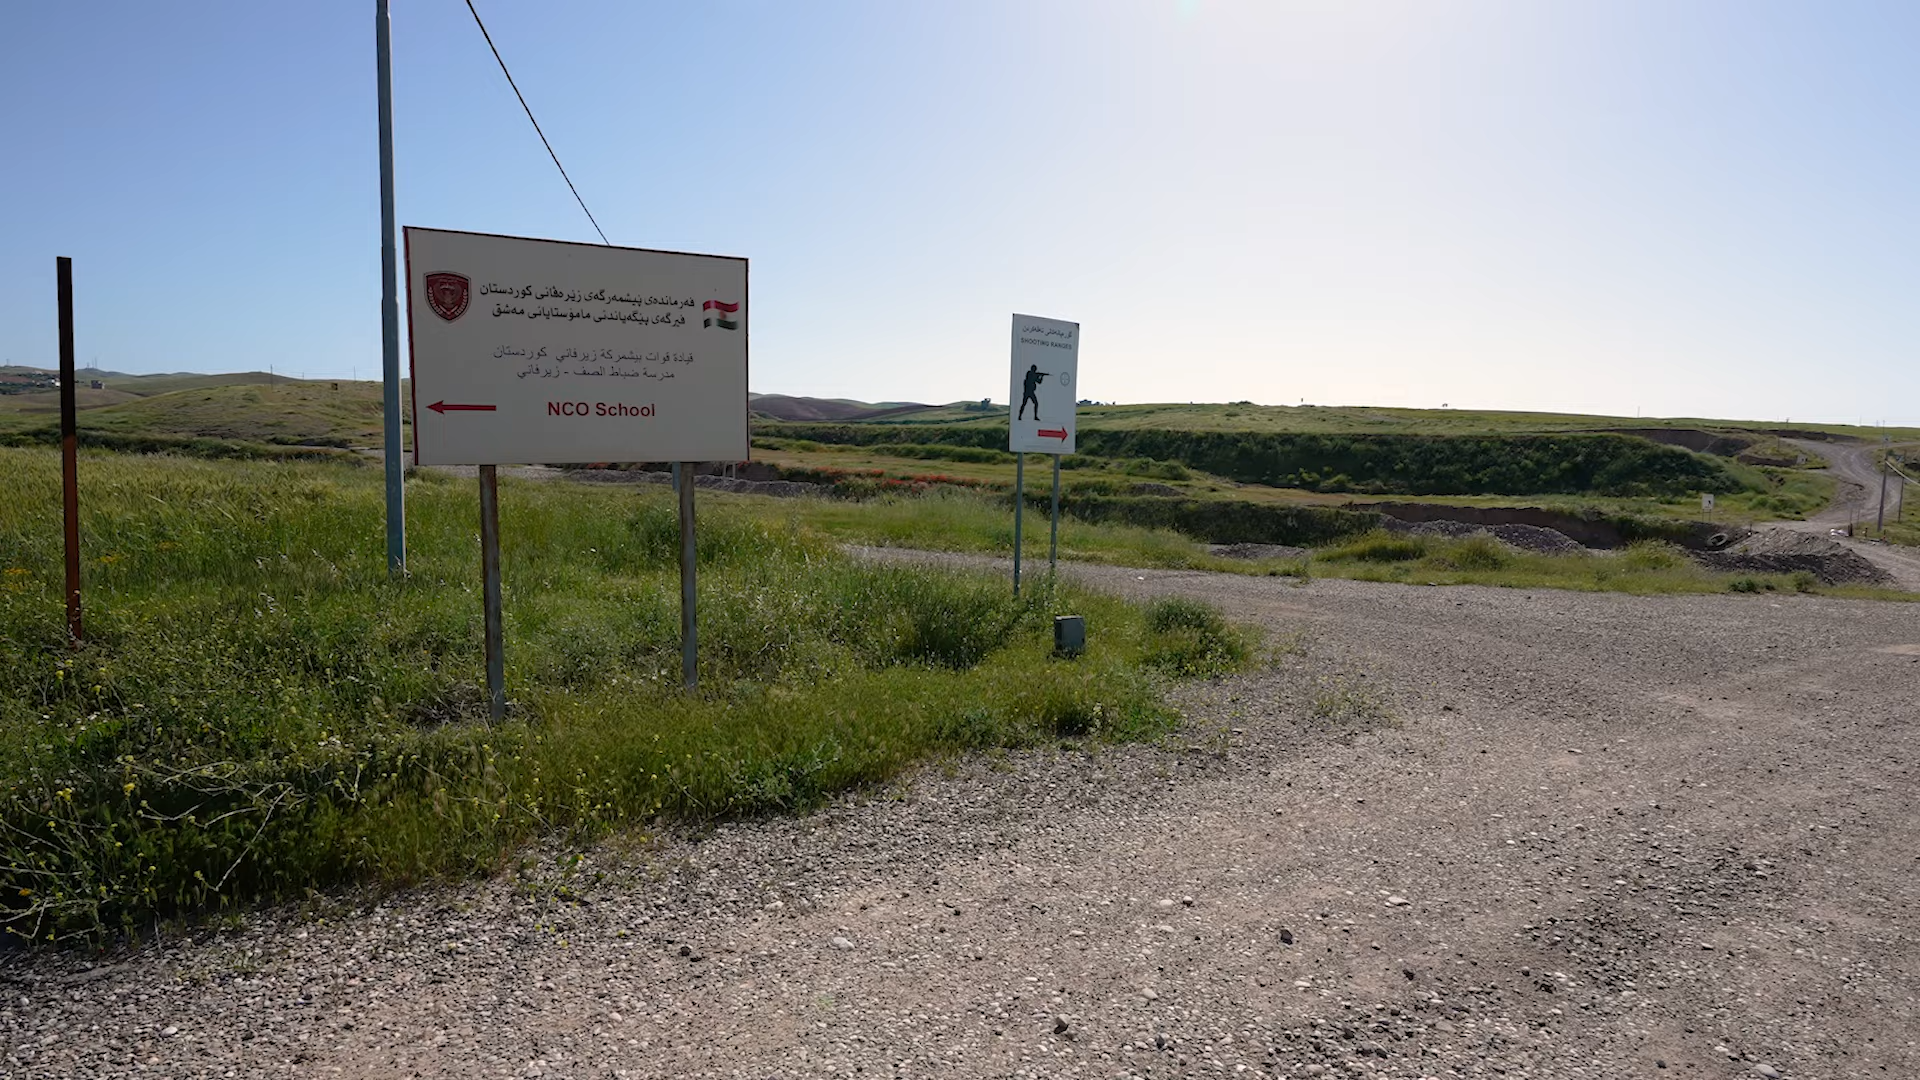 فەرماندەی پێشمەرگەی زێرەڤانی کوردستان
فیرگەی پێگەیاندنی مامۆستایانی مەشق
قيادة قوات بيشمركة زيرفاني كوردستان
مدرسة ضباط الصف - زيرفاني
NCO School
SHOOTING RANGES